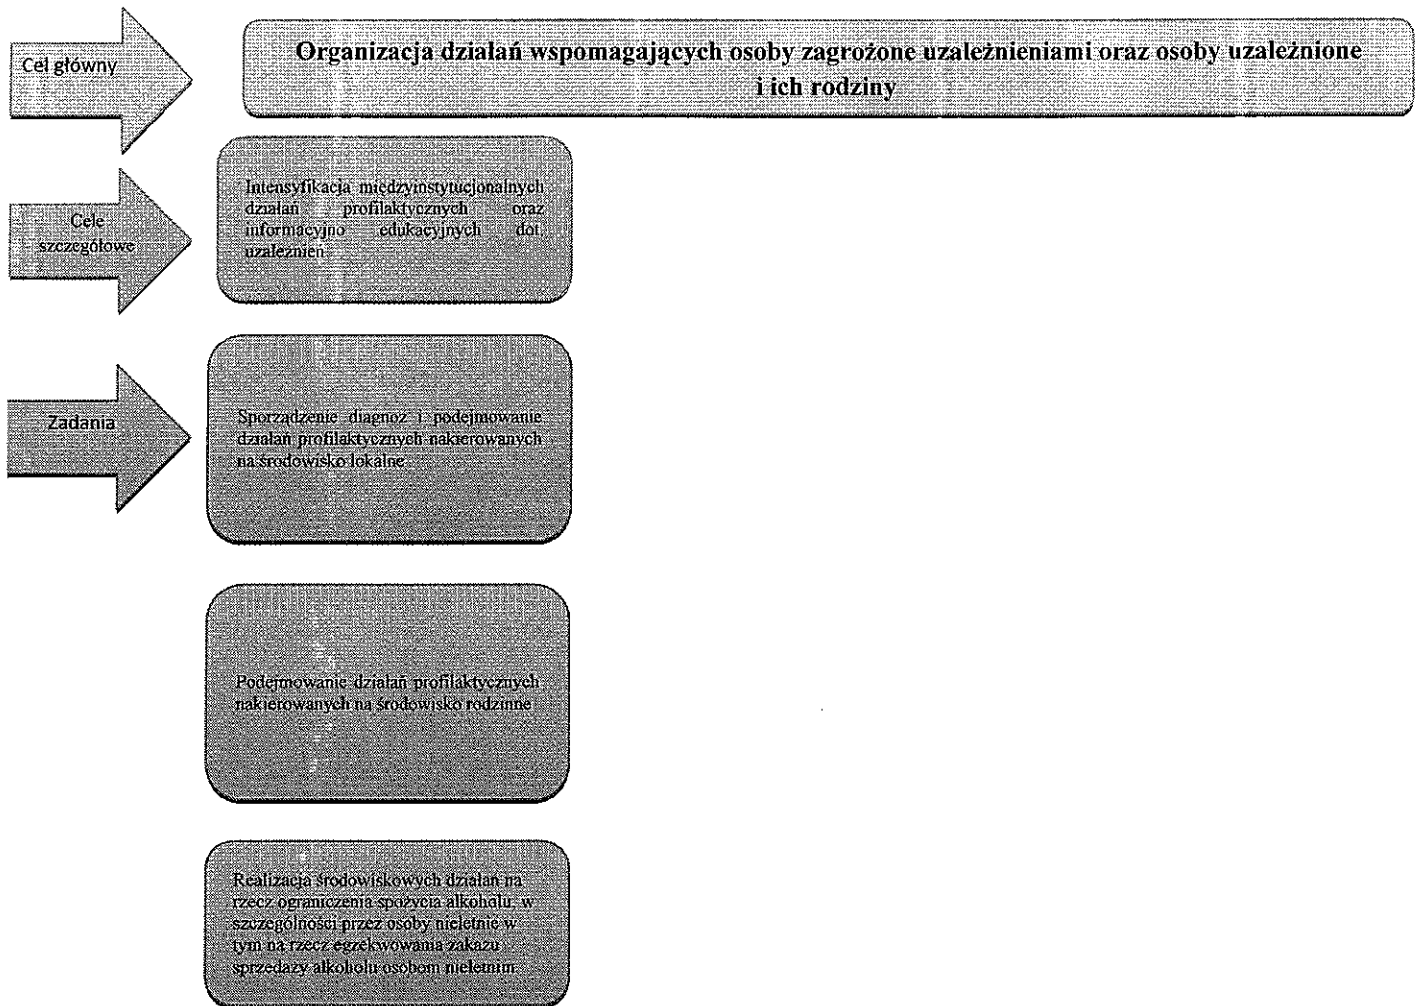 Cel główny
Organizacja działań wspomagających osoby zagrożone uzależnieniami oraz osoby uzależnione
i ich rodziny
Cele
szczegółowe
Intensyfikacja międzyinstytucjonalnych
działań profilaktycznych oraz
informacyjno edukacyjnych dot.
uzależnień
Zadania
Sporządzenie diagnoz i podejmowanie
działań profilaktycznych nakierowanych
na środowisko lokalne
Podejmowanie działań profilaktycznych
nakierowanych na środowisko rodzinne
Realizacja środowiskowych działań na
rzecz ograniczenia spożycia alkoholu, w
szczególności przez osoby nieletnie w
tym na rzecz egzekwowania zakazu
sprzedaży alkoholu osobom nieletnim